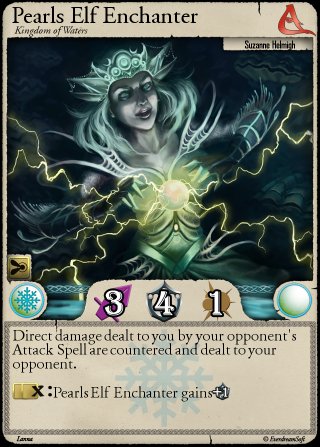 Pearls Elf Enchanter
Kingdom of Waters
Suzanne Helmigh
3 4 1
Direct damage dealt to you by your opponent's
Attack Spell are countered and dealt to your
opponent.
X :Pearls Elf Enchanter gains +1
Lanna © EverdreamSoft